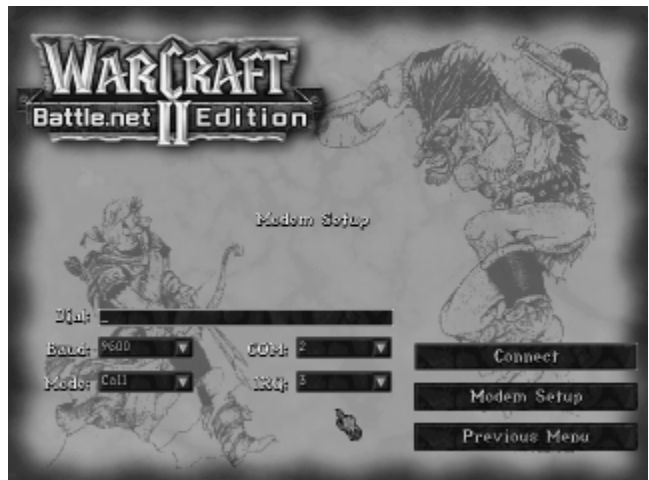 WARCRAFT
Battle.net II Edition
Modem Setup
Dial: _
Baud: 9600
COM: 2
Mode: Call
IRQ: 3
Connect
Modem Setup
Previous Menu